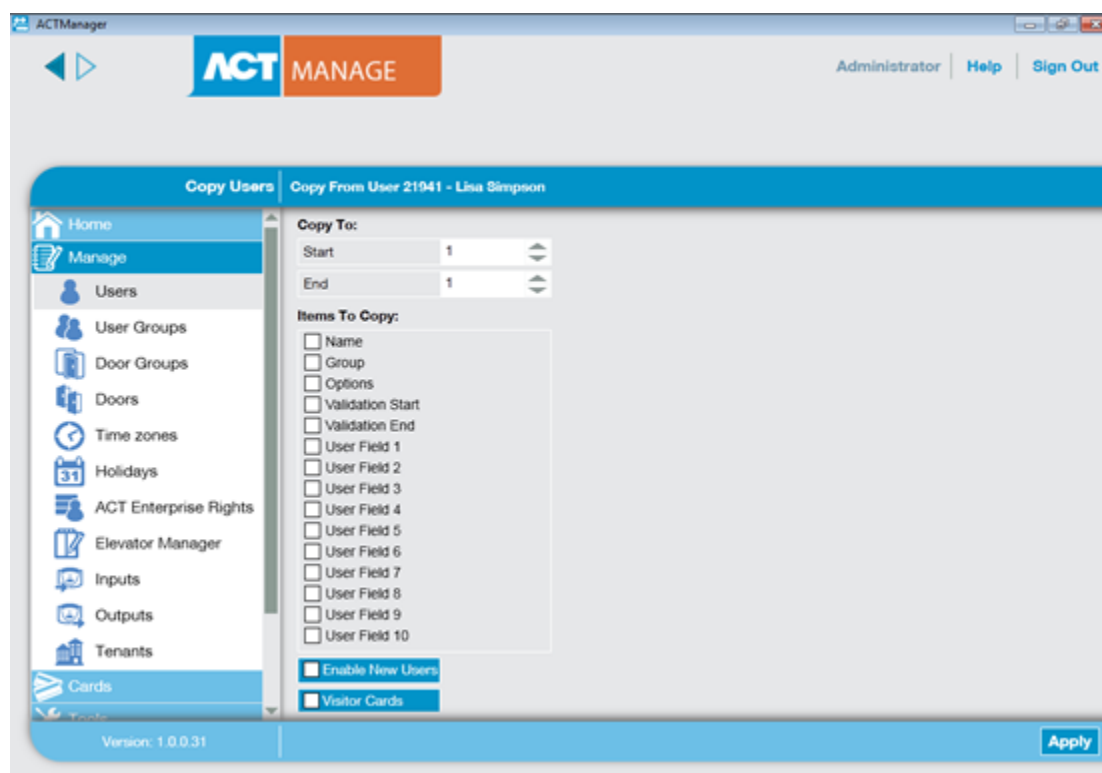 ACTManager
ACT MANAGE
Administrator Help Sign Out
Copy Users Copy From User 21941 - Lisa Simpson
Home
Manage
Users
User Groups
Door Groups
Doors
Time zones
31 Holidays
ACT Enterprise Rights
Elevator Manager
Inputs
Outputs
Tenants
Cards
Tools
Version: 1.0.0.31
Copy To:
Start 1
End 1
Items To Copy:
Name
Group
Options
Validation Start
Validation End
User Field 1
User Field 2
User Field 3
User Field 4
User Field 5
User Field 6
User Field 7
User Field 8
User Field 9
User Field 10
Enable New Users
Visitor Cards
Apply